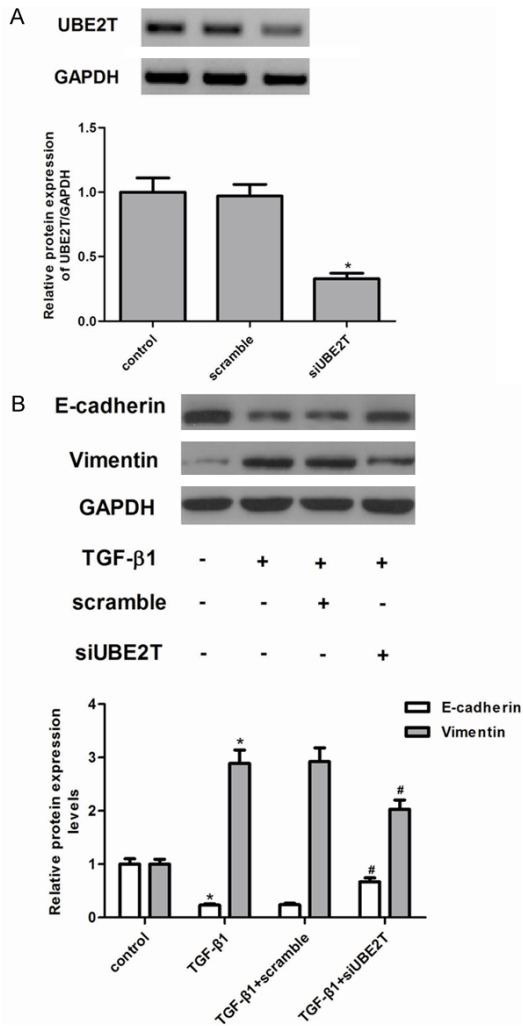 A
UBE2T
GAPDH
Relative protein expression
of UBE2T/GAPDH
1.5
1.0
0.5
0.0
*
control
scramble
siUBE2T
B
E-cadherin
Vimentin
GAPDH
TGF-β1 - + + +
scramble - - + -
siUBE2T - - - +
Relative protein expression
levels
4
3
2
1
0
E-cadherin
Vimentin
* *
# #
control
TGF-β1
TGF-β1+scramble
TGF-β1+siUBE2T